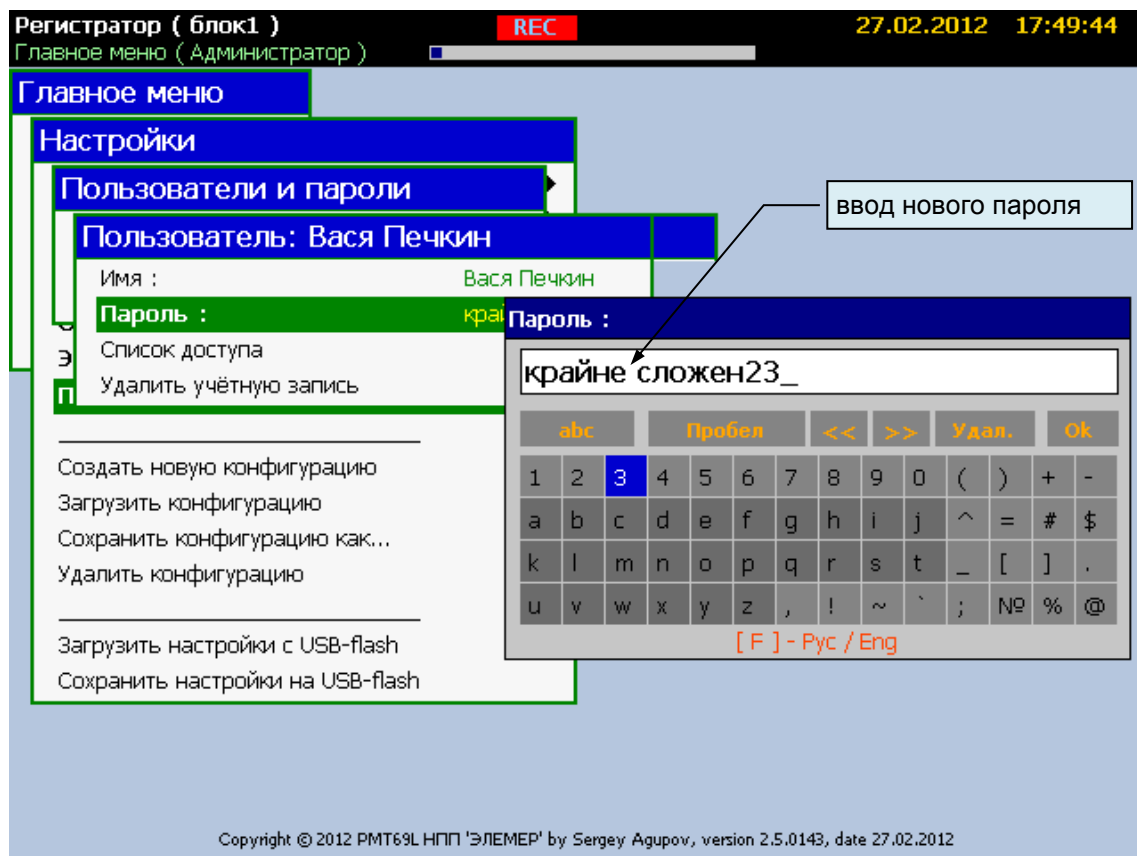 Регистратор ( блок1 ) REC 27.02.2012 17:49:44
Главное меню ( Администратор )
Главное меню
Настройки
Пользователи и пароли
ввод нового пароля
Пользователь: Вася Печкин
Имя : Вася Печкин
Пароль : край
Пароль :
Список доступа
крайне сложен23_
Э
Удалить учётную запись
П
abc Пробел << >> Удал. Ok
Создать новую конфигурацию
1 2 3 4 5 6 7 8 9 0 ( ) + -
Загрузить конфигурацию
a b c d e f g h i j ^ = # $
Сохранить конфигурацию как...
k l m n o p q r s t _ [ ] .
Удалить конфигурацию
u v w x y z , ! ~ ` ; № % @
[ F ] - Рус / Eng
Загрузить настройки с USB-flash
Сохранить настройки на USB-flash
Copyright © 2012 РМТ69L НПП 'ЭЛЕМЕР' by Sergey Agupov, version 2.5.0143, date 27.02.2012